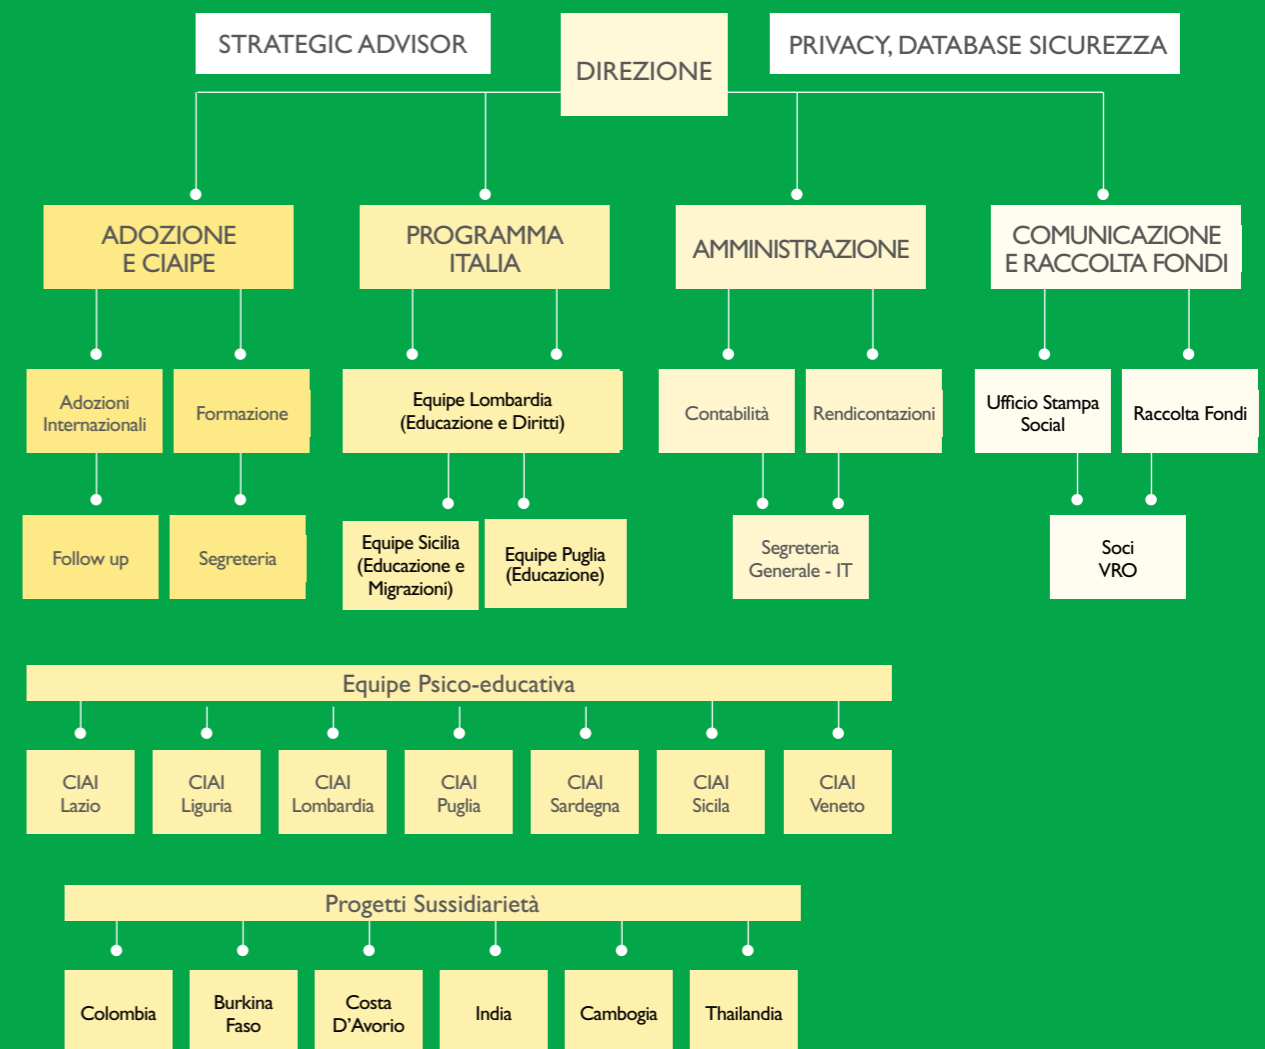 STRATEGIC ADVISOR
DIREZIONE
PRIVACY, DATABASE SICUREZZA
ADOZIONE
E CIAIPE
PROGRAMMA
ITALIA
AMMINISTRAZIONE
COMUNICAZIONE
E RACCOLTA FONDI
Adozioni
Internazionali
Formazione
Equipe Lombardia
(Educazione e Diritti)
Contabilità
Rendicontazioni
Ufficio Stampa
Social
Raccolta Fondi
Follow up
Segreteria
Equipe Sicilia
(Educazione e
Migrazioni)
Equipe Puglia
(Educazione)
Segreteria
Generale - IT
Soci
VRO
Equipe Psico-educativa
CIAI
Lazio
CIAI
Liguria
CIAI
Lombardia
CIAI
Puglia
CIAI
Sardegna
CIAI
Sicila
CIAI
Veneto
Progetti Sussidiarietà
Colombia
Burkina
Faso
Costa
D'Avorio
India
Cambogia
Thailandia